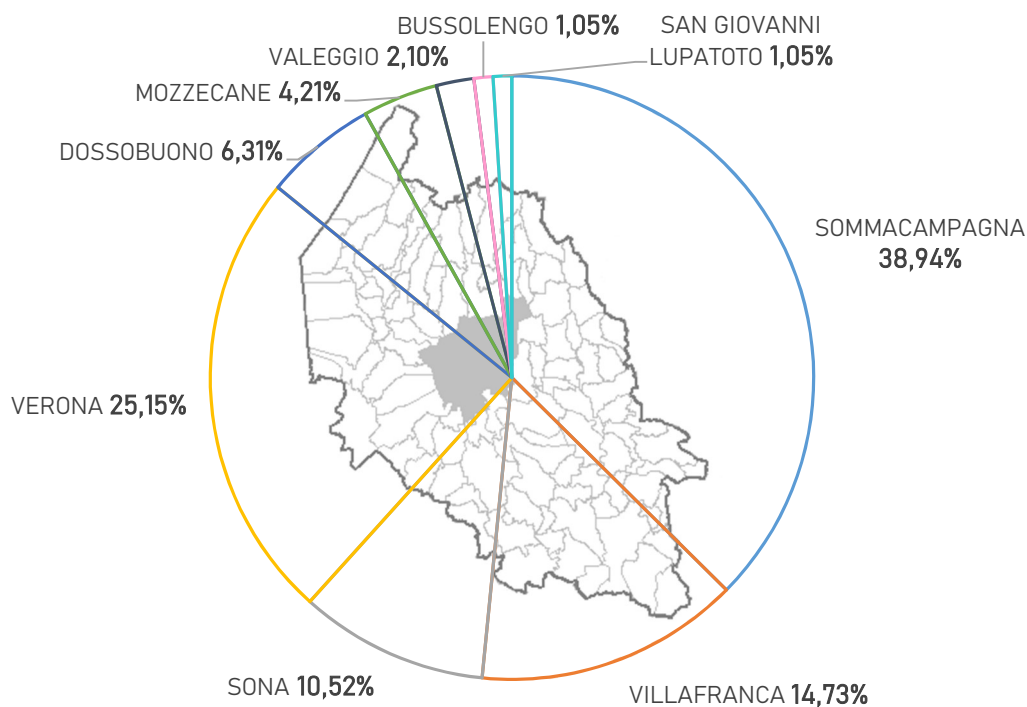 BUSSOLENGO 1,05%
SAN GIOVANNI
LUPATOTO 1,05%
VALEGGIO 2,10%
MOZZECANE 4,21%
DOSSOBUONO 6,31%
SOMMACAMPAGNA
38,94%
VERONA 25,15%
SONA 10,52%
VILLAFRANCA 14,73%